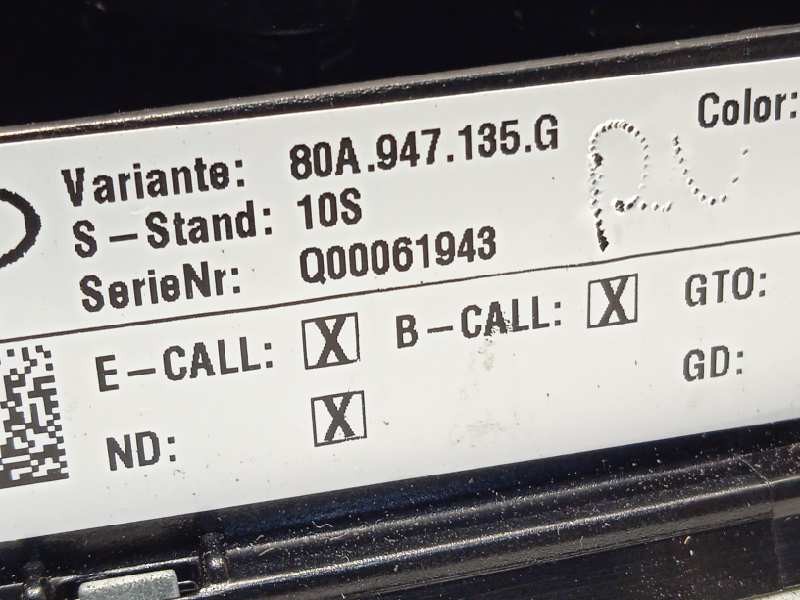 Variante: 80A.947.135.G
Color:
S-Stand: 10S
SerieNr: Q00061943
E-CALL: X B-CALL: X GTO:
ND: X GD: